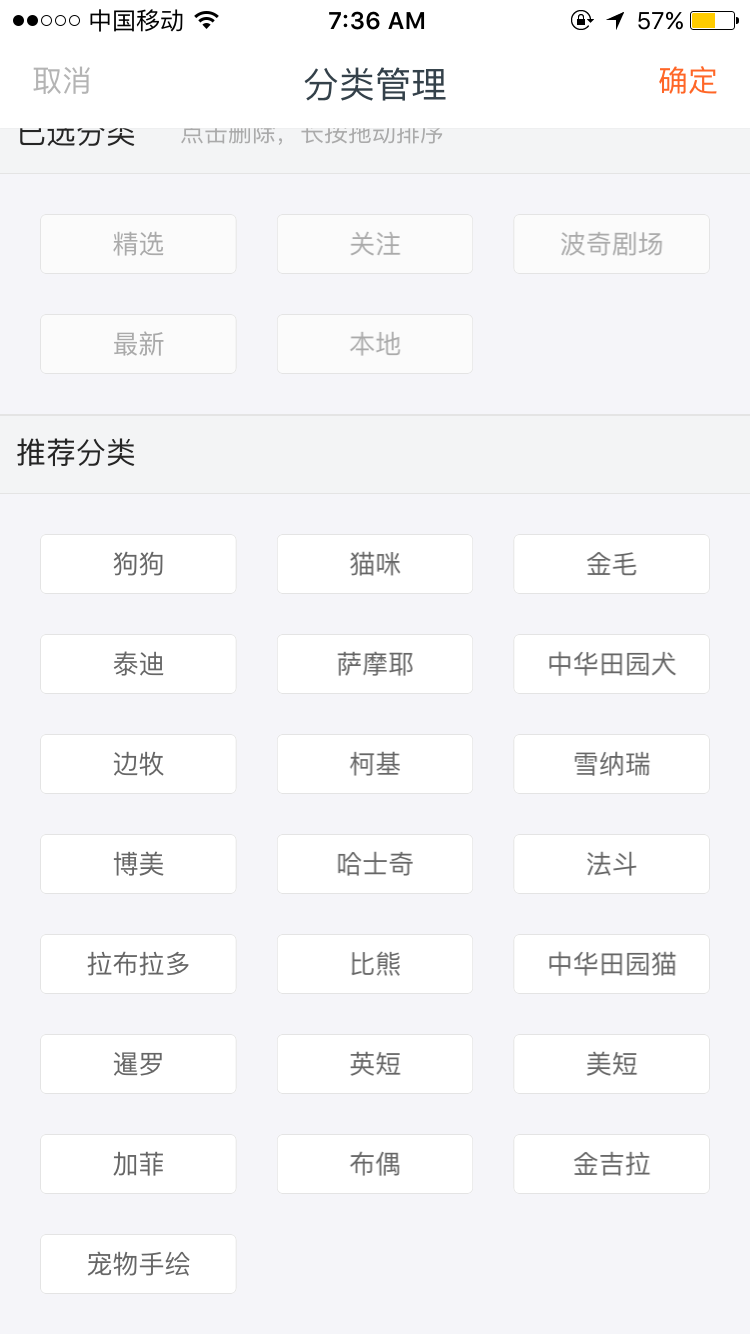 中国移动 7:36 AM 57%
取消 分类管理 确定
已选分类 点击删除，长按拖动排序
精选 关注 波奇剧场
最新 本地
推荐分类
狗狗 猫咪 金毛
泰迪 萨摩耶 中华田园犬
边牧 柯基 雪纳瑞
博美 哈士奇 法斗
拉布拉多 比熊 中华田园猫
暹罗 英短 美短
加菲 布偶 金吉拉
宠物手绘